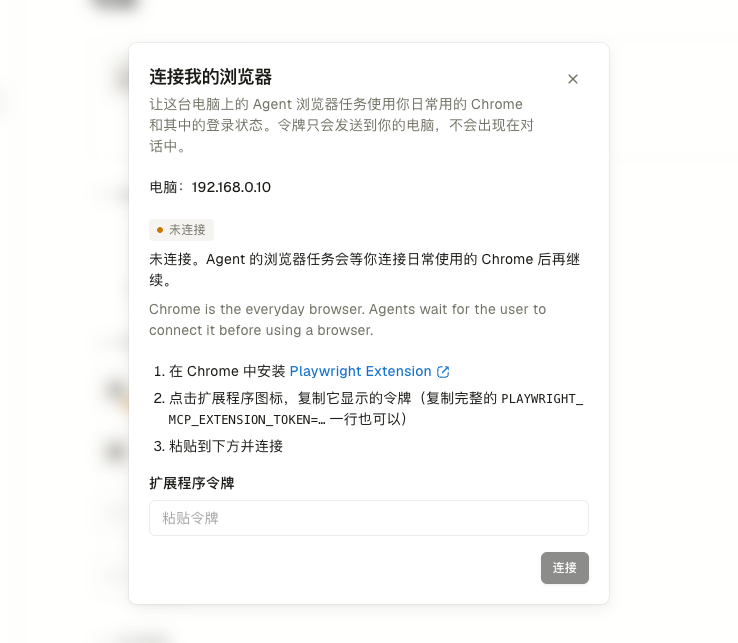 连接我的浏览器
让这台电脑上的 Agent 浏览器任务使用你日常用的 Chrome
和其中的登录状态。令牌只会发送到你的电脑，不会出现在对
话中。
电脑：192.168.0.10
未连接
未连接。Agent 的浏览器任务会等你连接日常使用的 Chrome 后再继
续。
Chrome is the everyday browser. Agents wait for the user to
connect it before using a browser.
1. 在 Chrome 中安装 Playwright Extension
2. 点击扩展程序图标，复制它显示的令牌（复制完整的 PLAYWRIGHT_
MCP_EXTENSION_TOKEN=… 一行也可以）
3. 粘贴到下方并连接
扩展程序令牌
粘贴令牌
连接